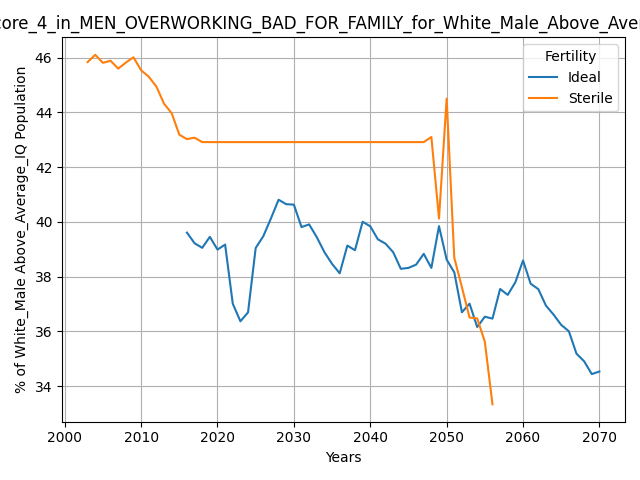 core_4_in_MEN_OVERWORKING_BAD_FOR_FAMILY_for_White_Male_Above_Aver
46
44
42
40
38
36
34
% of White_Male Above_Average_IQ Population
Fertility
Ideal
Sterile
2000 2010 2020 2030 2040 2050 2060 2070
Years